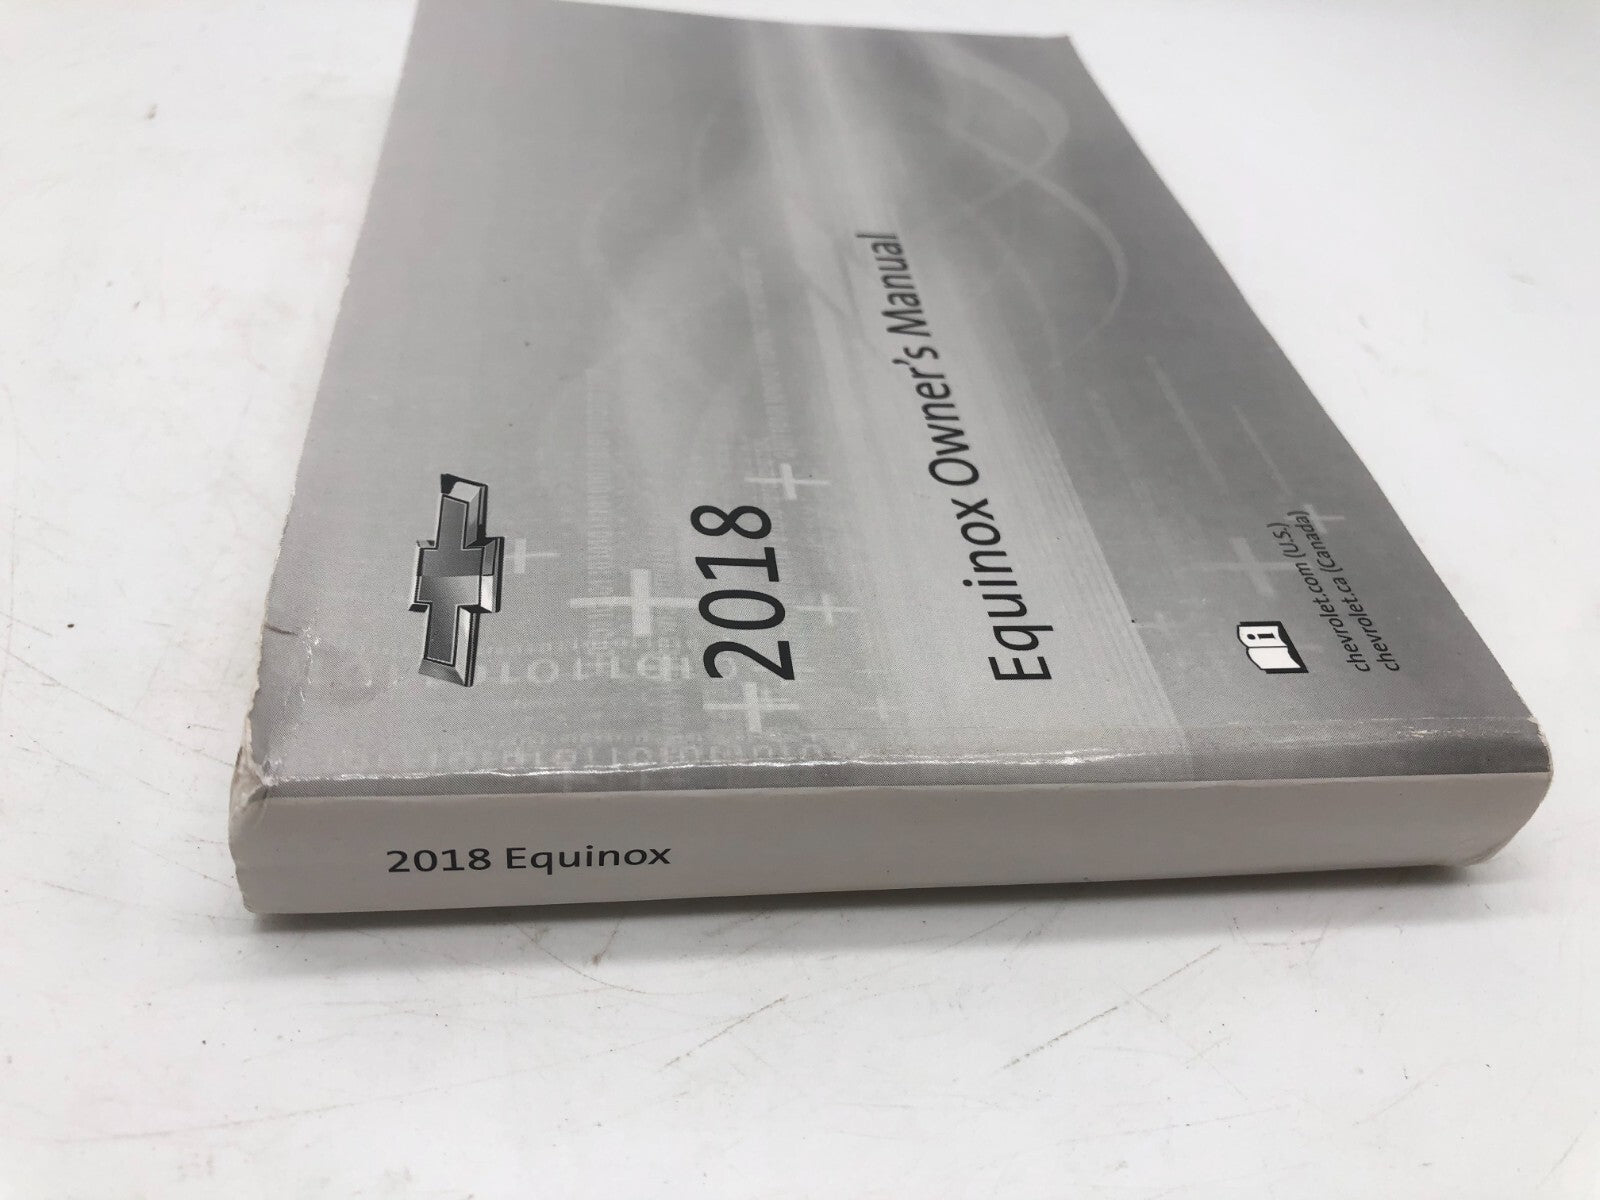 2018
Equinox Owner's Manual
chevrolet.com (U.S.)
chevrolet.ca (Canada)
2018 Equinox